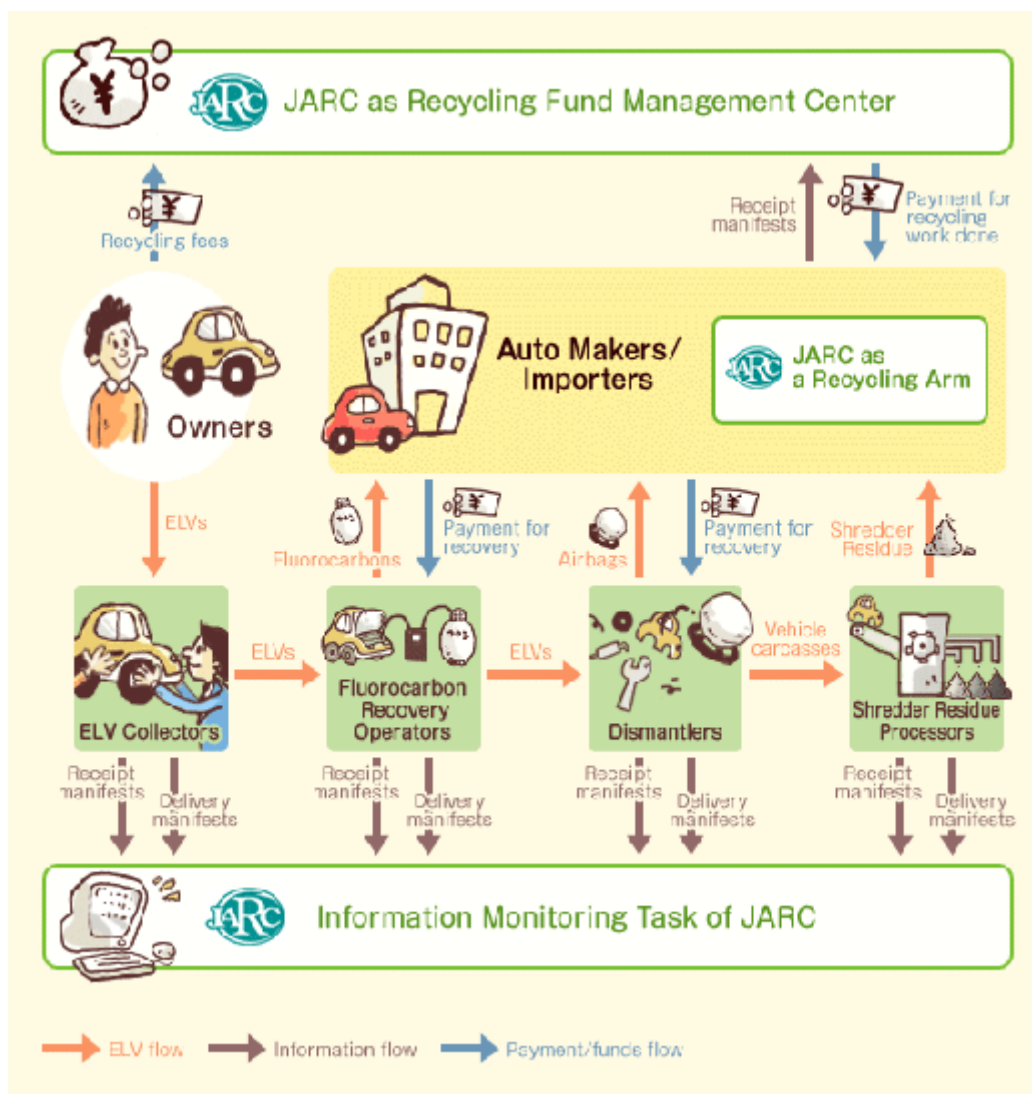 ¥
JARC
JARC as Recycling Fund Management Center
¥
Recycling fees
Receipt
manifests
¥
Payment for
recycling
work done
Owners
Auto Makers/
Importers
JARC
JARC as
a Recycling Arm
ELVs
Fluorocarbons
¥
Payment for
recovery
Airbags
¥
Payment for
recovery
Shredder
Residue
ELV Collectors
ELVs
Fluorocarbon
Recovery
Operators
ELVs
Dismantlers
Vehicle
carcasses
Shredder Residue
Processors
Receipt
manifests
Delivery
manifests
Receipt
manifests
Delivery
manifests
Receipt
manifests
Delivery
manifests
Receipt
manifests
Delivery
manifests
JARC
Information Monitoring Task of JARC
ELV flow
Information flow
Payment/funds flow